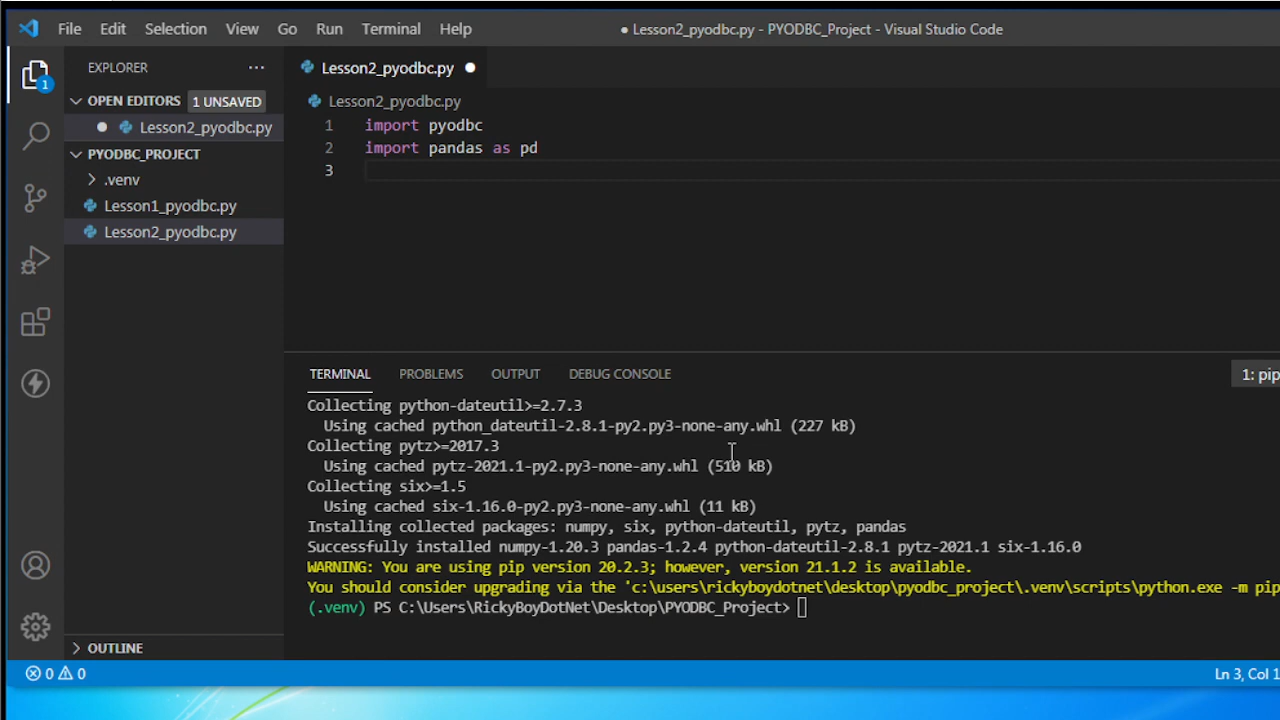 File Edit Selection View Go Run Terminal Help ● Lesson2_pyodbc.py - PYODBC_Project - Visual Studio Code
EXPLORER ···
1
OPEN EDITORS 1 UNSAVED
Lesson2_pyodbc.py
PYODBC_PROJECT
.venv
Lesson1_pyodbc.py
Lesson2_pyodbc.py
OUTLINE
Lesson2_pyodbc.py
Lesson2_pyodbc.py
1 import pyodbc
2 import pandas as pd
3
TERMINAL PROBLEMS OUTPUT DEBUG CONSOLE 1: pip
Collecting python-dateutil>=2.7.3
Using cached python_dateutil-2.8.1-py2.py3-none-any.whl (227 kB)
Collecting pytz>=2017.3
Using cached pytz-2021.1-py2.py3-none-any.whl (510 kB)
Collecting six>=1.5
Using cached six-1.16.0-py2.py3-none-any.whl (11 kB)
Installing collected packages: numpy, six, python-dateutil, pytz, pandas
Successfully installed numpy-1.20.3 pandas-1.2.4 python-dateutil-2.8.1 pytz-2021.1 six-1.16.0
WARNING: You are using pip version 20.2.3; however, version 21.1.2 is available.
You should consider upgrading via the 'c:\users\rickyboydotnet\desktop\pyodbc_project\.venv\scripts\python.exe -m pip
(.venv) PS C:\Users\RickyBoyDotNet\Desktop\PYODBC_Project>
0 0 Ln 3, Col 1